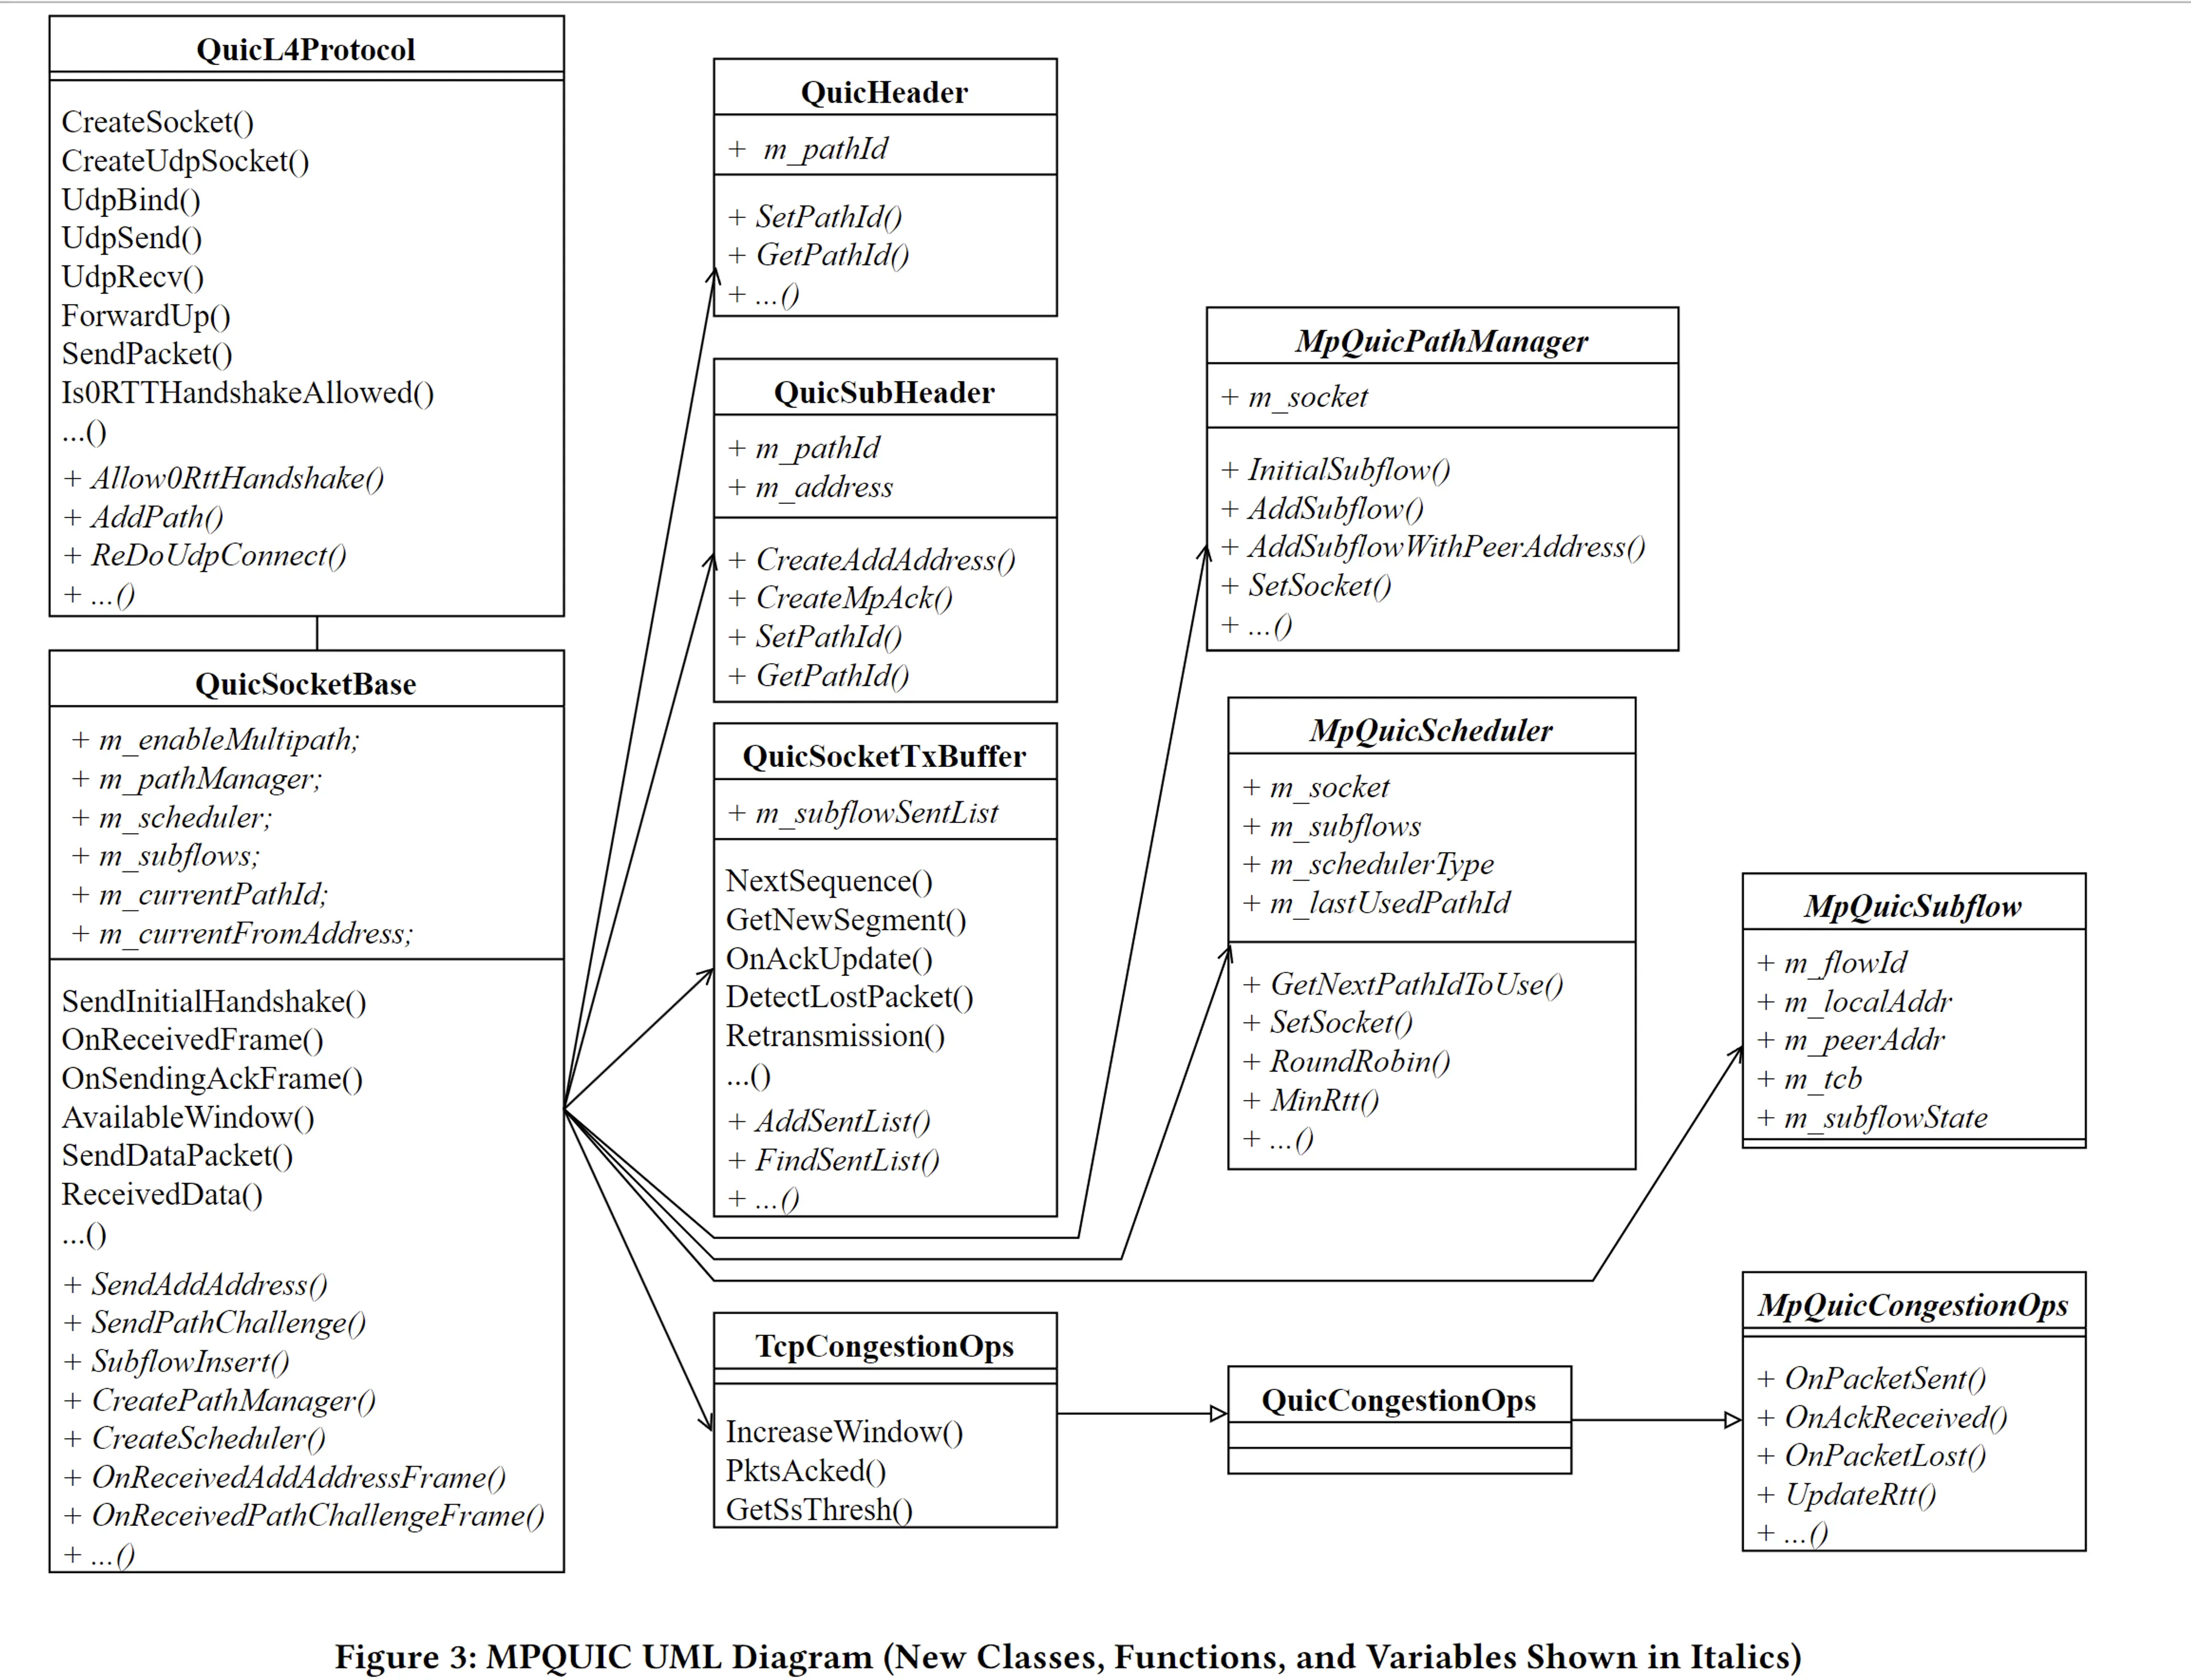 QuicL4Protocol
CreateSocket()
CreateUdpSocket()
UdpBind()
UdpSend()
UdpRecv()
ForwardUp()
SendPacket()
Is0RTTHandshakeAllowed()
...()
+ Allow0RttHandshake()
+ AddPath()
+ ReDoUdpConnect()
+ ...()
QuicSocketBase
+ m_enableMultipath;
+ m_pathManager;
+ m_scheduler;
+ m_subflows;
+ m_currentPathId;
+ m_currentFromAddress;
SendInitialHandshake()
OnReceivedFrame()
OnSendingAckFrame()
AvailableWindow()
SendDataPacket()
ReceivedData()
...()
+ SendAddAddress()
+ SendPathChallenge()
+ SubflowInsert()
+ CreatePathManager()
+ CreateScheduler()
+ OnReceivedAddAddressFrame()
+ OnReceivedPathChallengeFrame()
+ ...()
QuicHeader
+ m_pathId
+ SetPathId()
+ GetPathId()
+ ...()
QuicSubHeader
+ m_pathId
+ m_address
+ CreateAddAddress()
+ CreateMpAck()
+ SetPathId()
+ GetPathId()
QuicSocketTxBuffer
+ m_subflowSentList
NextSequence()
GetNewSegment()
OnAckUpdate()
DetectLostPacket()
Retransmission()
...()
+ AddSentList()
+ FindSentList()
+ ...()
TcpCongestionOps
IncreaseWindow()
PktsAcked()
GetSsThresh()
MpQuicPathManager
+ m_socket
+ InitialSubflow()
+ AddSubflow()
+ AddSubflowWithPeerAddress()
+ SetSocket()
+ ...()
MpQuicScheduler
+ m_socket
+ m_subflows
+ m_schedulerType
+ m_lastUsedPathId
+ GetNextPathIdToUse()
+ SetSocket()
+ RoundRobin()
+ MinRtt()
+ ...()
QuicCongestionOps
MpQuicSubflow
+ m_flowId
+ m_localAddr
+ m_peerAddr
+ m_tcb
+ m_subflowState
MpQuicCongestionOps
+ OnPacketSent()
+ OnAckReceived()
+ OnPacketLost()
+ UpdateRtt()
+ ...()
Figure 3: MPQUIC UML Diagram (New Classes, Functions, and Variables Shown in Italics)